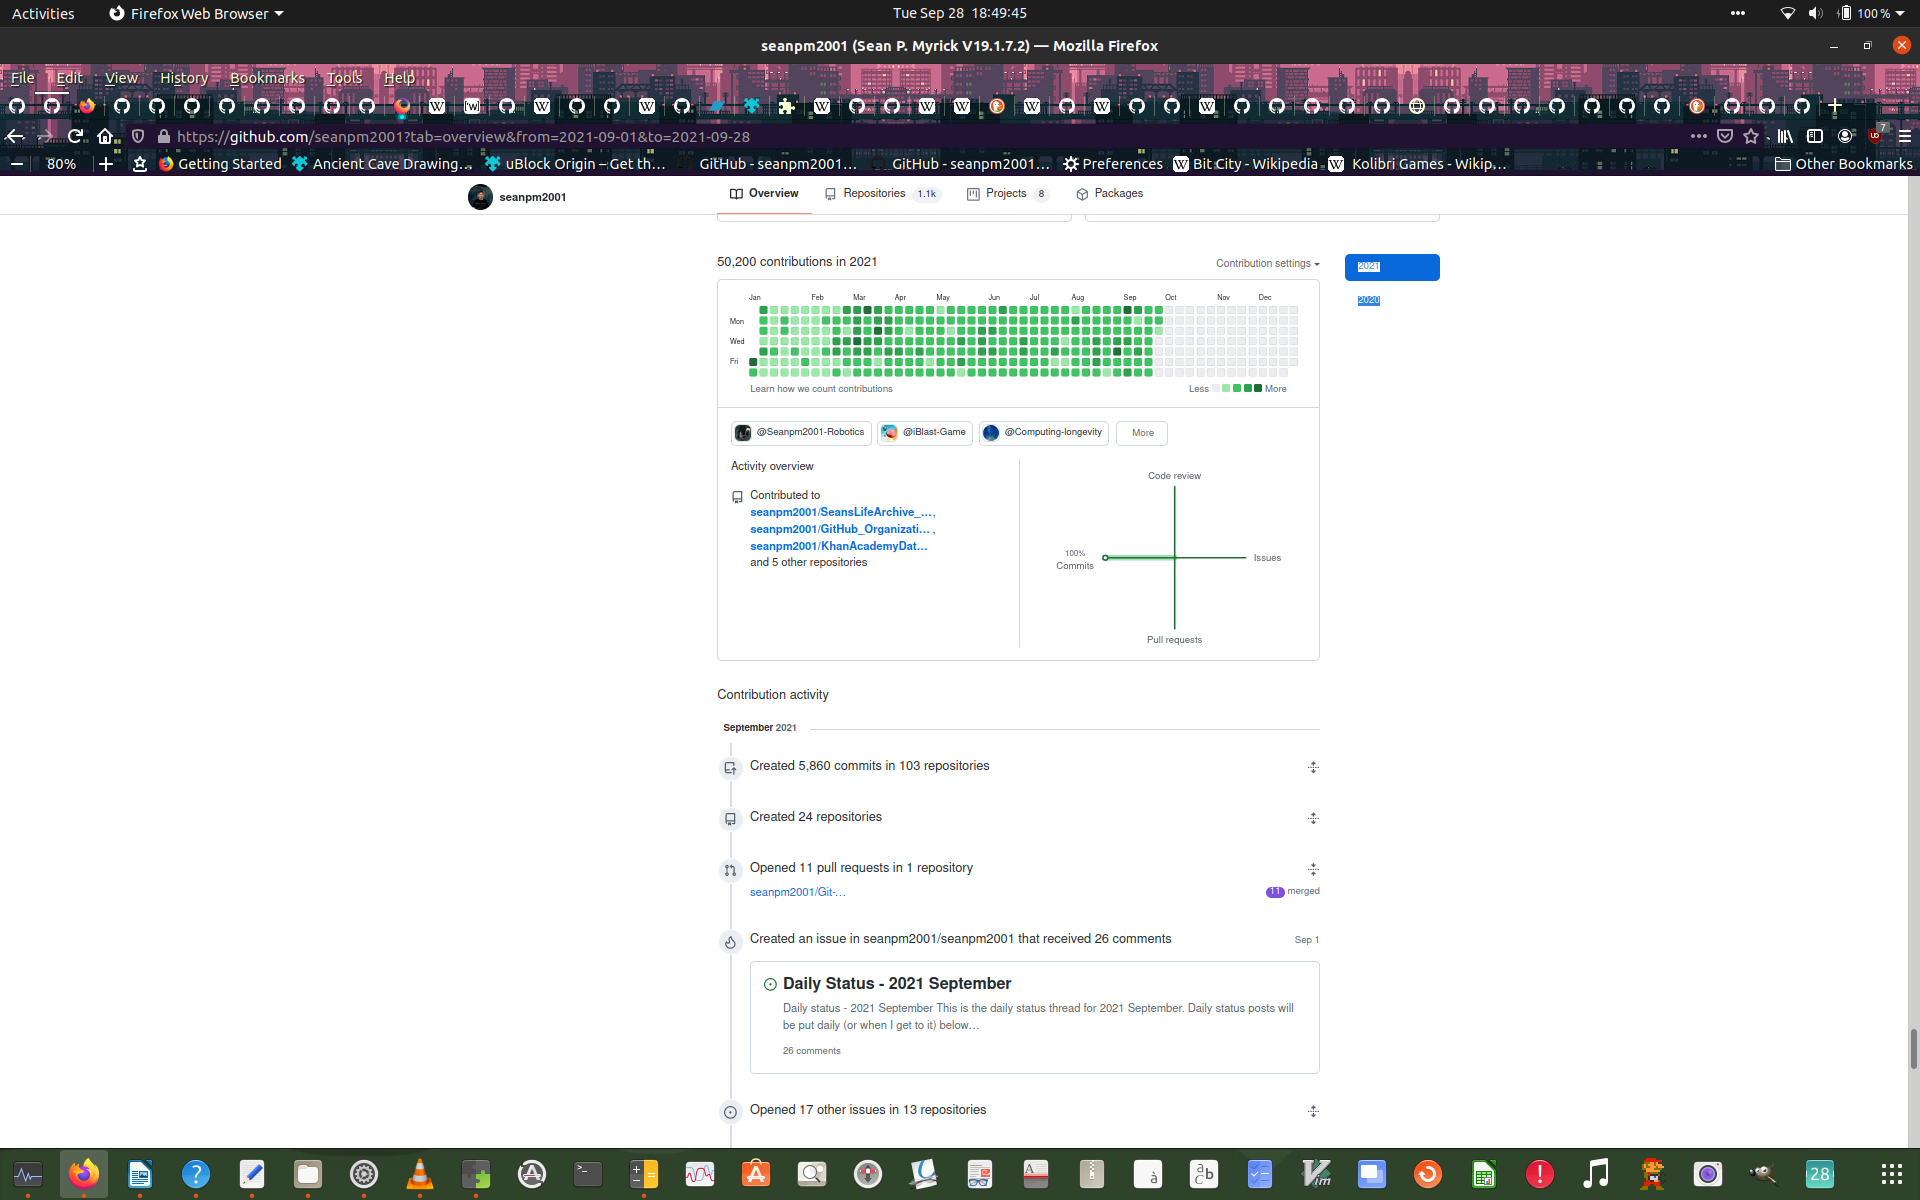 Activities
Firefox Web Browser
Tue Sep 28 18:49:45
100 %
seanpm2001 (Sean P. Myrick V19.1.7.2) — Mozilla Firefox
File Edit View History Bookmarks Tools Help
https://github.com/seanpm2001?tab=overview&from=2021-09-01&to=2021-09-28
7
80%
Getting Started
Ancient Cave Drawing…
uBlock Origin – Get th…
GitHub - seanpm2001…
GitHub - seanpm2001…
Preferences
Bit City - Wikipedia
Kolibri Games - Wikip…
Other Bookmarks
seanpm2001
Overview
Repositories 1.1k
Projects 8
Packages
50,200 contributions in 2021
Contribution settings
2021
2020
Jan Feb Mar Apr May Jun Jul Aug Sep Oct Nov Dec
Mon
Wed
Fri
Learn how we count contributions
Less More
@Seanpm2001-Robotics
@iBlast-Game
@Computing-longevity
More
Activity overview
Contributed to
seanpm2001/SeansLifeArchive_…,
seanpm2001/GitHub_Organizati… ,
seanpm2001/KhanAcademyDat…
and 5 other repositories
Code review
100%
Commits
Issues
Pull requests
Contribution activity
September 2021
Created 5,860 commits in 103 repositories
Created 24 repositories
Opened 11 pull requests in 1 repository
seanpm2001/Git-…
11 merged
Created an issue in seanpm2001/seanpm2001 that received 26 comments
Sep 1
Daily Status - 2021 September
Daily status - 2021 September This is the daily status thread for 2021 September. Daily status posts will
be put daily (or when I get to it) below…
26 comments
Opened 17 other issues in 13 repositories
28